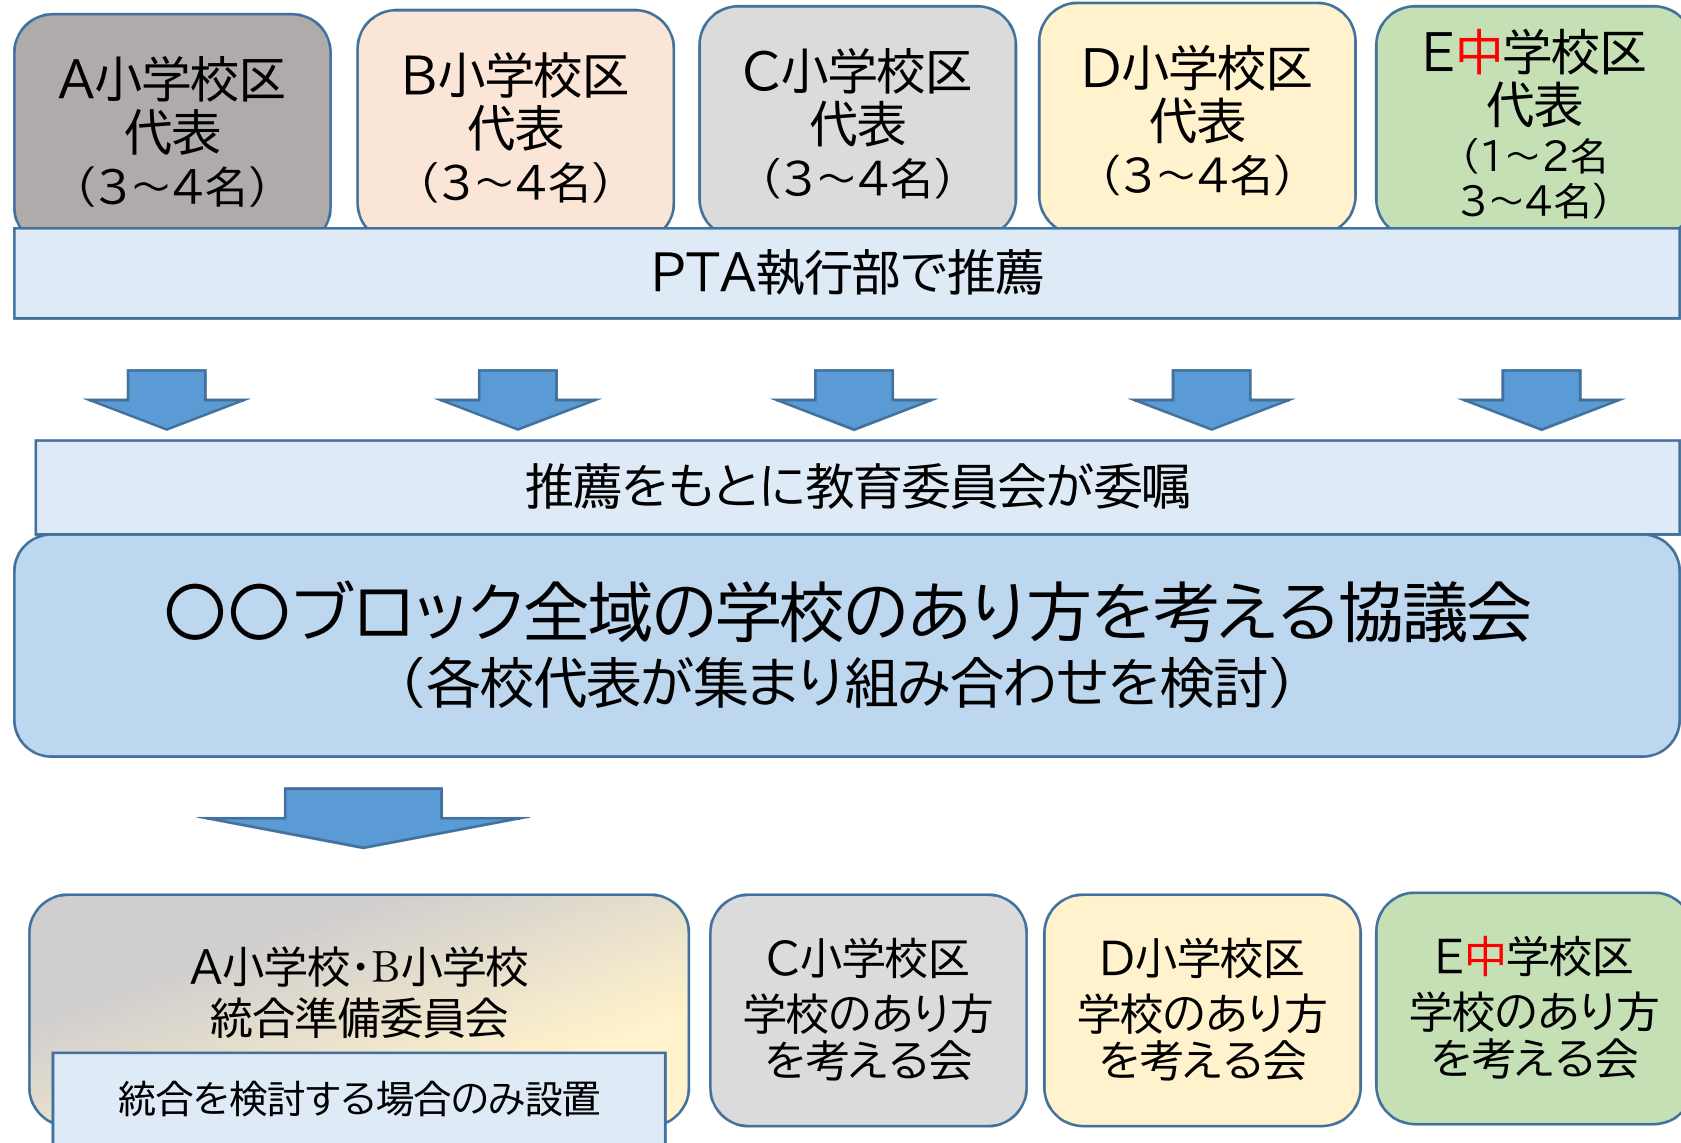 A小学校区
代表
（3～4名）
B小学校区
代表
（3～4名）
C小学校区
代表
（3～4名）
D小学校区
代表
（3～4名）
E中学校区
代表
（1～2名
3～4名）
PTA執行部で推薦
推薦をもとに教育委員会が委嘱
〇〇ブロック全域の学校のあり方を考える協議会
（各校代表が集まり組み合わせを検討）
A小学校・B小学校
統合準備委員会
統合を検討する場合のみ設置
C小学校区
学校のあり方
を考える会
D小学校区
学校のあり方
を考える会
E中学校区
学校のあり方
を考える会